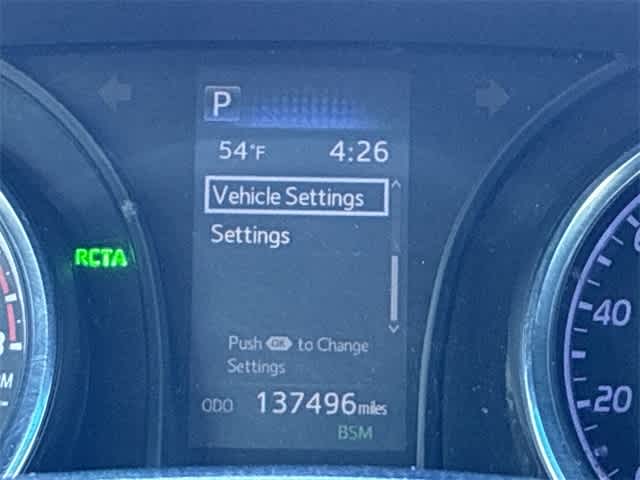 P
54°F 4:26
Vehicle Settings
Settings
RCTA
Push OK to Change
Settings
ODO 137496 miles
BSM
40
20